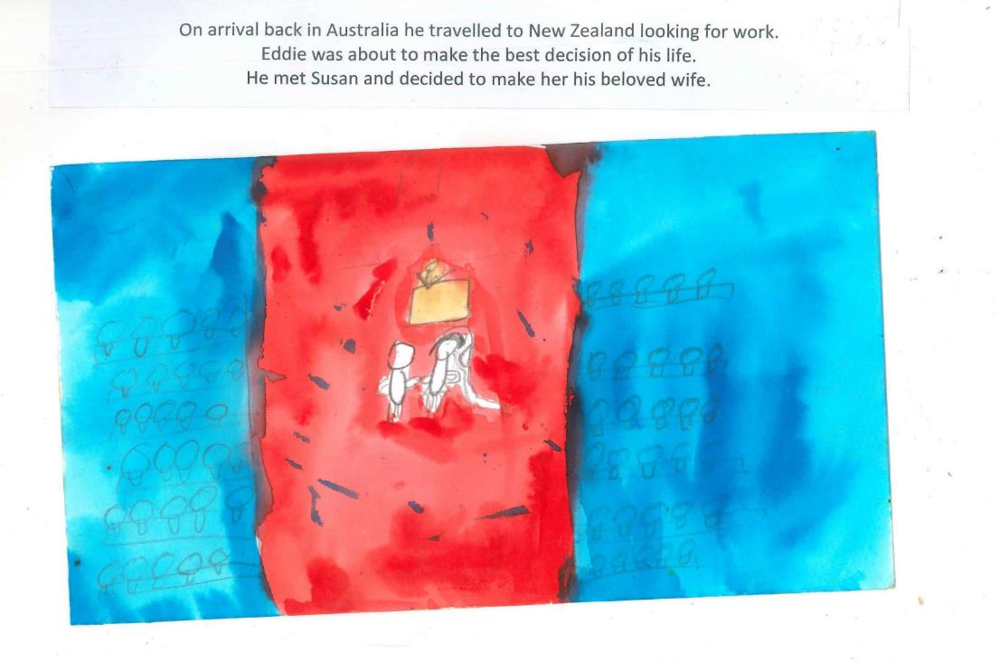 On arrival back in Australia he travelled to New Zealand looking for work.
Eddie was about to make the best decision of his life.
He met Susan and decided to make her his beloved wife.